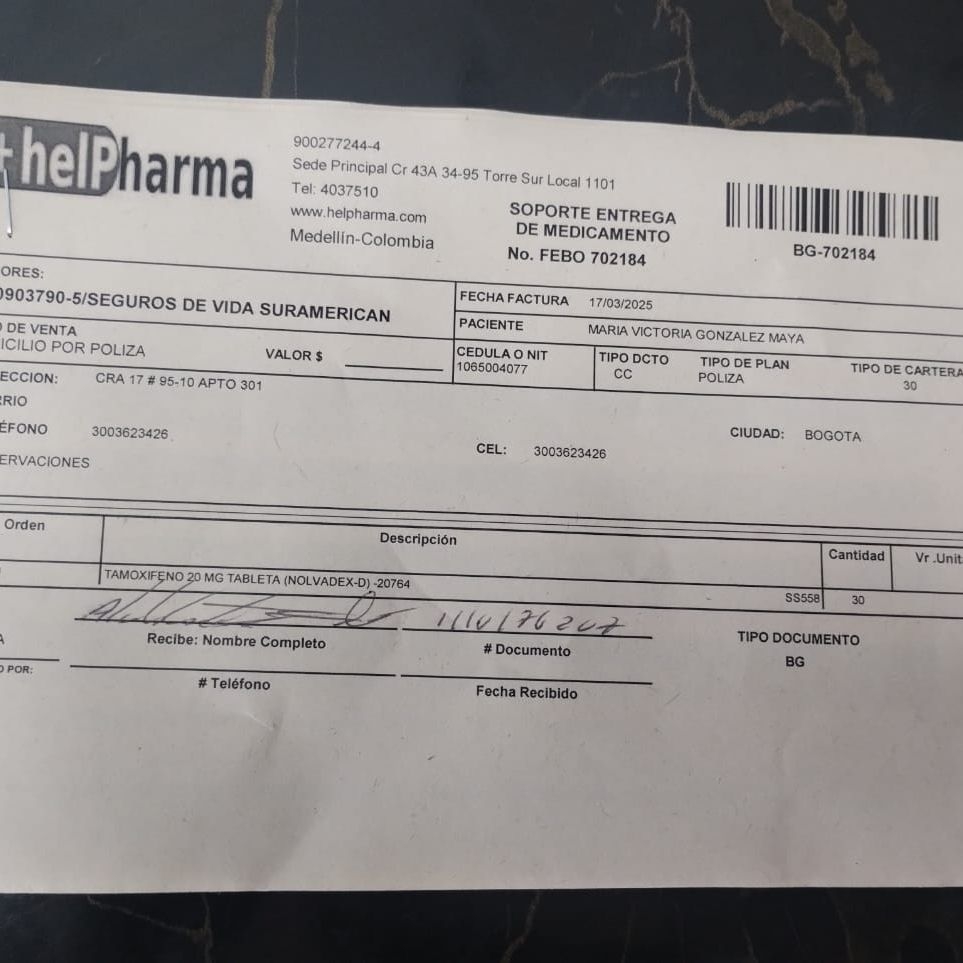 +helPharma
900277244-4
Sede Principal Cr 43A 34-95 Torre Sur Local 1101
Tel: 4037510
www.helpharma.com
Medellín-Colombia
SOPORTE ENTREGA
DE MEDICAMENTO
No. FEBO 702184
BG-702184
ORES:
0903790-5/SEGUROS DE VIDA SURAMERICAN
FECHA FACTURA 17/03/2025
PACIENTE MARIA VICTORIA GONZALEZ MAYA
O DE VENTA
ICILIO POR POLIZA
VALOR $
CEDULA O NIT
1065004077
TIPO DCTO
CC
TIPO DE PLAN
POLIZA
TIPO DE CARTERA
30
ECCION: CRA 17 # 95-10 APTO 301
RRIO
ÉFONO 3003623426
CEL: 3003623426
CIUDAD: BOGOTA
ERVACIONES
Orden Descripción Cantidad Vr .Unit
TAMOXIFENO 20 MG TABLETA (NOLVADEX-D) -20764 SS558 30
Recibe: Nombre Completo
# Documento
TIPO DOCUMENTO
BG
A
O POR:
# Teléfono
Fecha Recibido